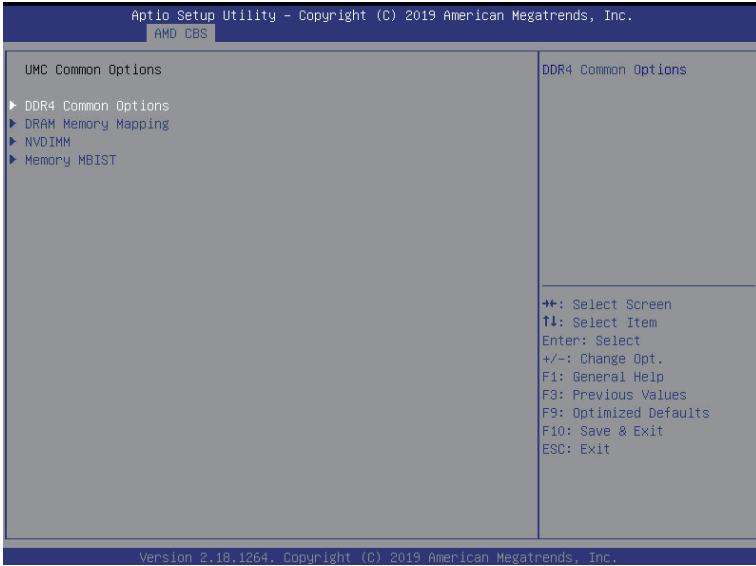 Aptio Setup Utility – Copyright (C) 2019 American Megatrends, Inc.
AMD CBS
UMC Common Options
▶ DDR4 Common Options
▶ DRAM Memory Mapping
▶ NVDIMM
▶ Memory MBIST
DDR4 Common Options
→←: Select Screen
↑↓: Select Item
Enter: Select
+/-: Change Opt.
F1: General Help
F3: Previous Values
F9: Optimized Defaults
F10: Save & Exit
ESC: Exit
Version 2.18.1264. Copyright (C) 2019 American Megatrends, Inc.